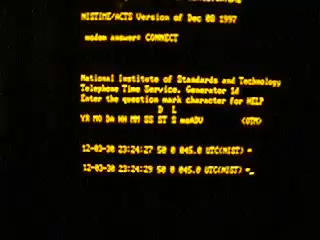 NISTIME/ACTS Version of Dec 08 1997
modem answer= CONNECT
National Institute of Standards and Technology
Telephone Time Service, Generator 1d
Enter the question mark character for HELP
D L
YR MO DA HH MM SS ST S msADV <OTM>
12-03-30 23:24:27 50 0 045.0 UTC(NIST) *
12-03-30 23:24:29 50 0 045.0 UTC(NIST) *_